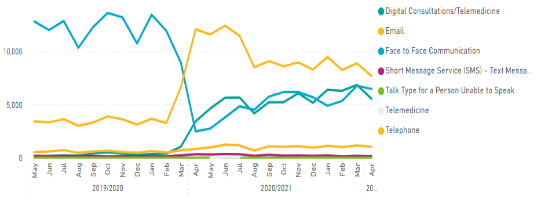 Digital Consultations/Telemedicine
Email
10,000
Face to Face Communication
Short Message Service (SMS) - Text Messa...
5,000
Talk Type for a Person Unable to Speak
Telemedicine
Telephone
0
May Jun Jul Aug Sep Oct Nov Dec Jan Feb Mar Apr May Jun Jul Aug Sep Oct Nov Dec Jan Feb Mar Apr
2019/2020 2020/2021 20...